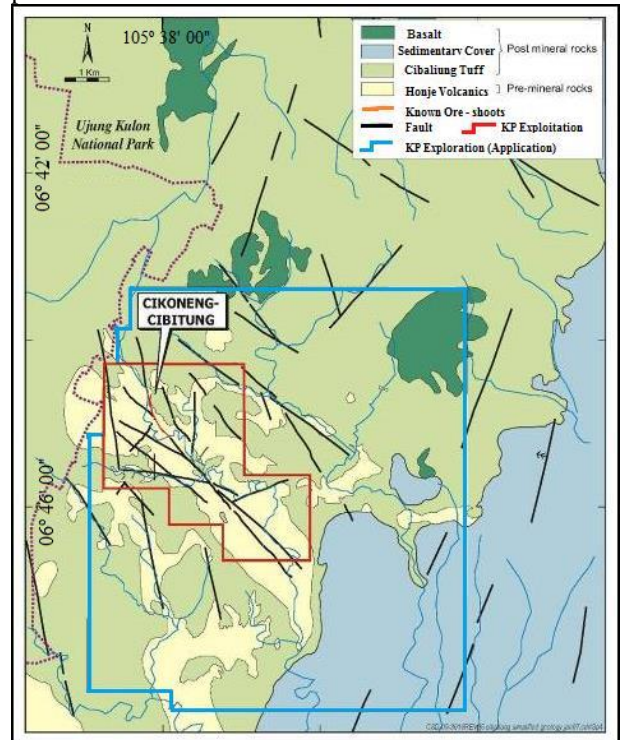 N
105° 38' 00"
1 Km
Ujung Kulon
National Park
06° 42' 00"
06° 46' 00"
Basalt
Sedimentary Cover
Post mineral rocks
Cibaliung Tuff
Honje Volcanics
Pre-mineral rocks
Known Ore - shoots
Fault
KP Exploitation
KP Exploration (Application)
CIKONENG-
CIBITUNG